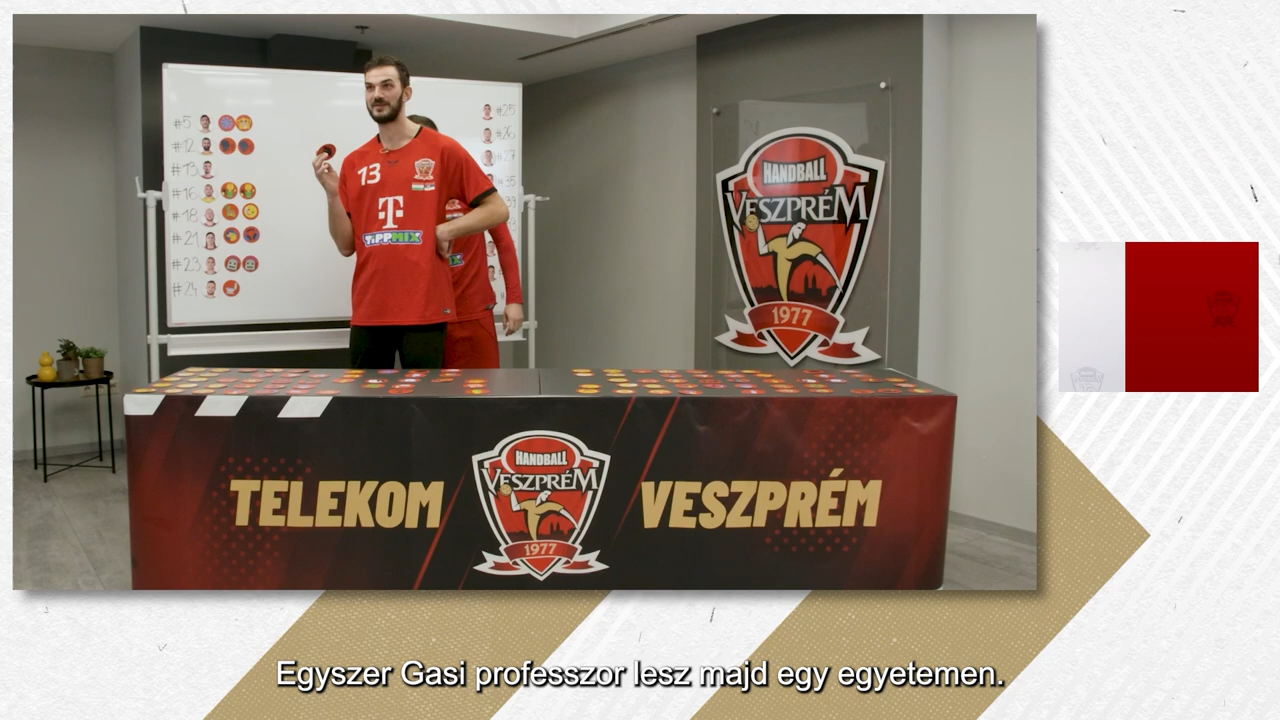 #5
#12
#13
#16
#18
#21
#23
#24
#25
#26
#27
13
T
TIPPMIX
HANDBALL
VESZPRÉM
1977
TELEKOM
HANDBALL
VESZPRÉM
1977
VESZPRÉM
Egyszer Gasi professzor lesz majd egy egyetemen.